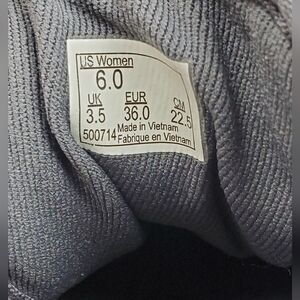 US Women
6.0
UK EUR CM
3.5 36.0 22.5
500714 Made in Vietnam
Fabrique en Vietnam